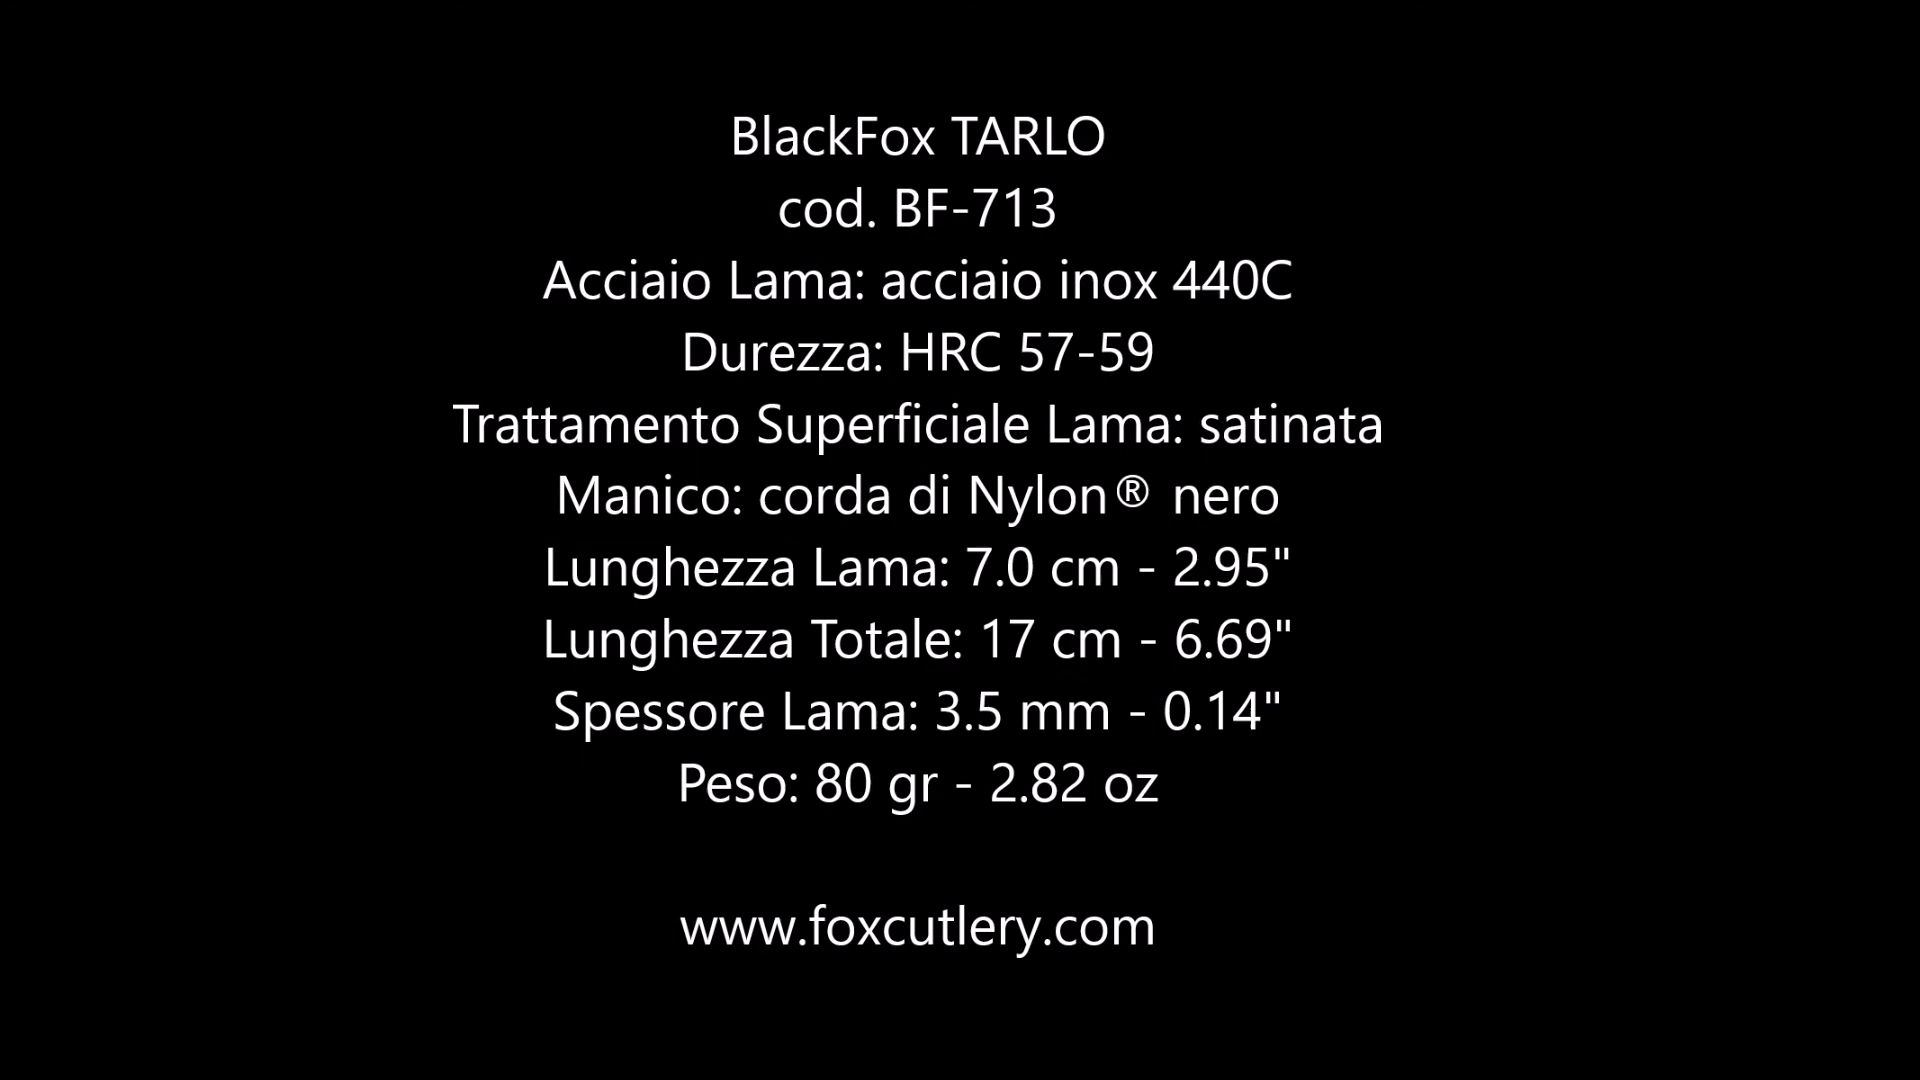 BlackFox TARLO
cod. BF-713
Acciaio Lama: acciaio inox 440C
Durezza: HRC 57-59
Trattamento Superficiale Lama: satinata
Manico: corda di Nylon® nero
Lunghezza Lama: 7.0 cm - 2.95"
Lunghezza Totale: 17 cm - 6.69"
Spessore Lama: 3.5 mm - 0.14"
Peso: 80 gr - 2.82 oz
www.foxcutlery.com